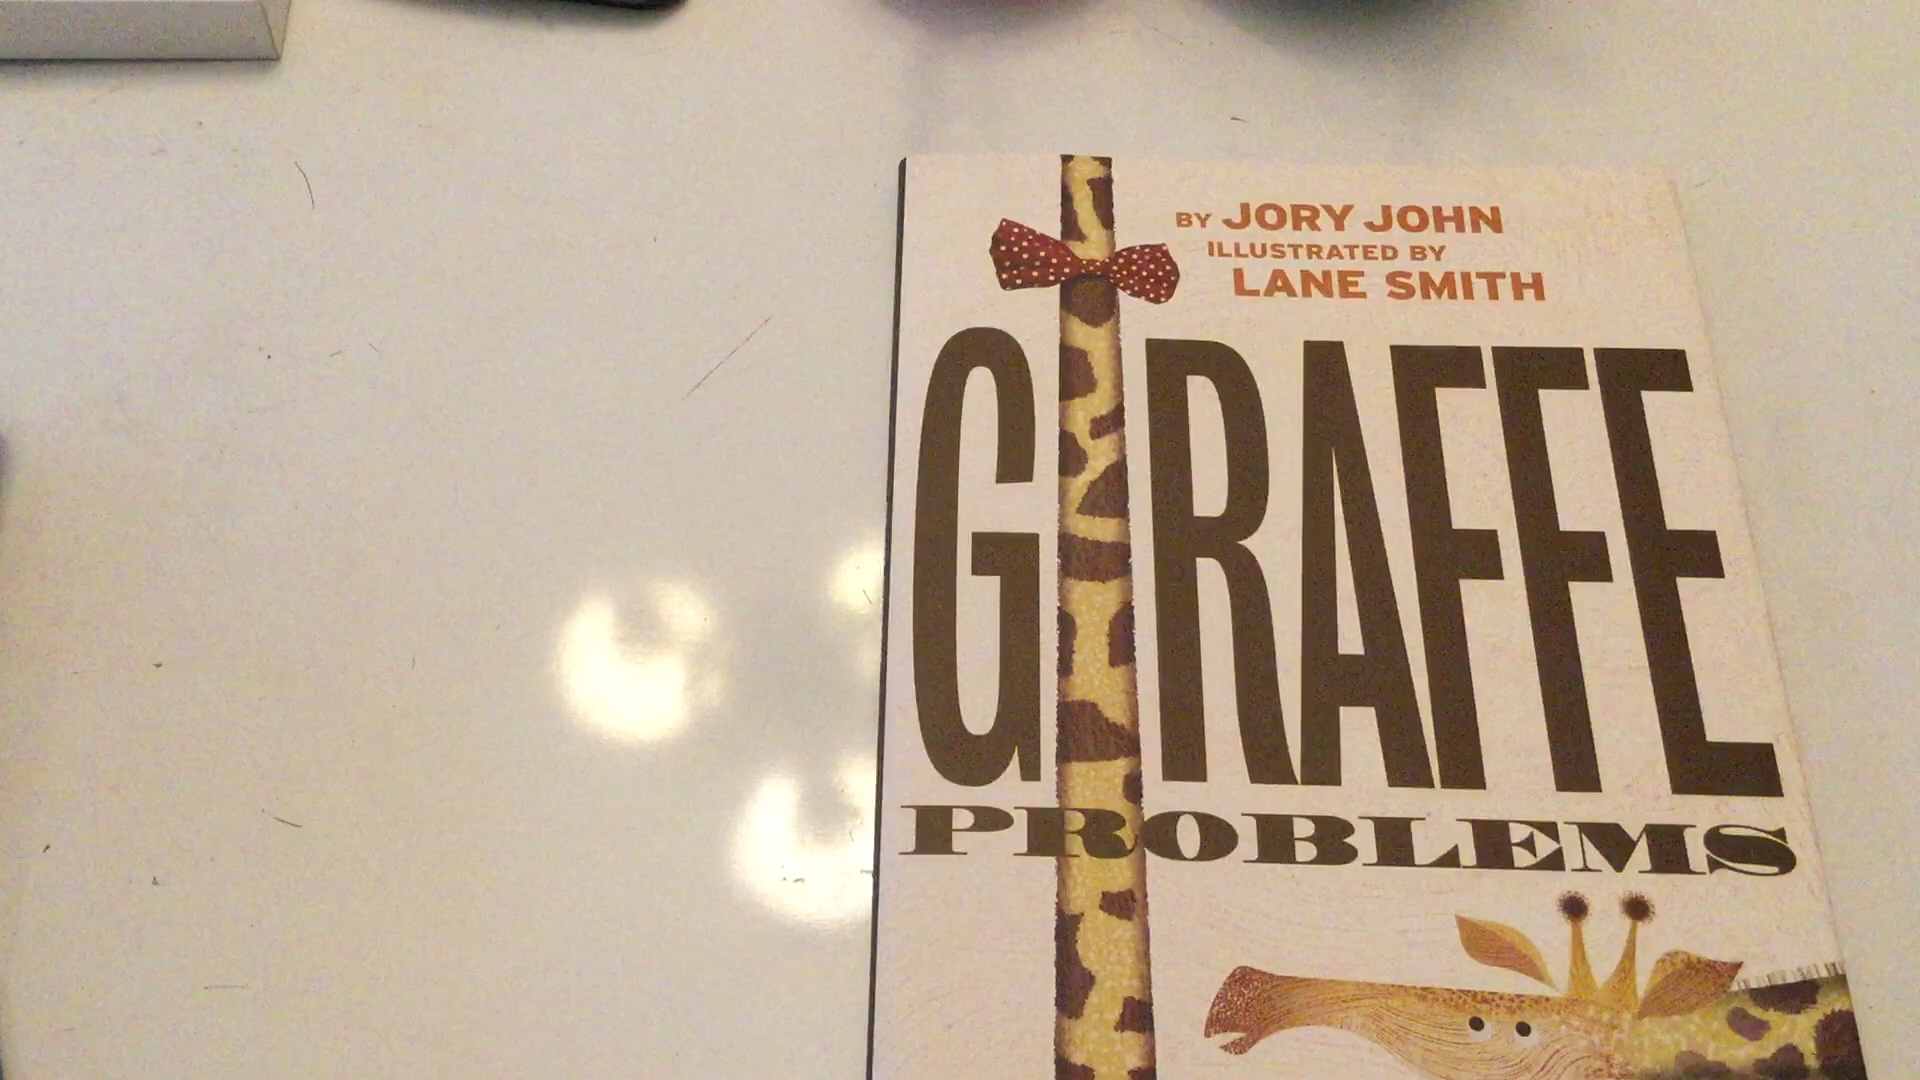 BY JORY JOHN
ILLUSTRATED BY
LANE SMITH
GIRAFFE
PROBLEMS